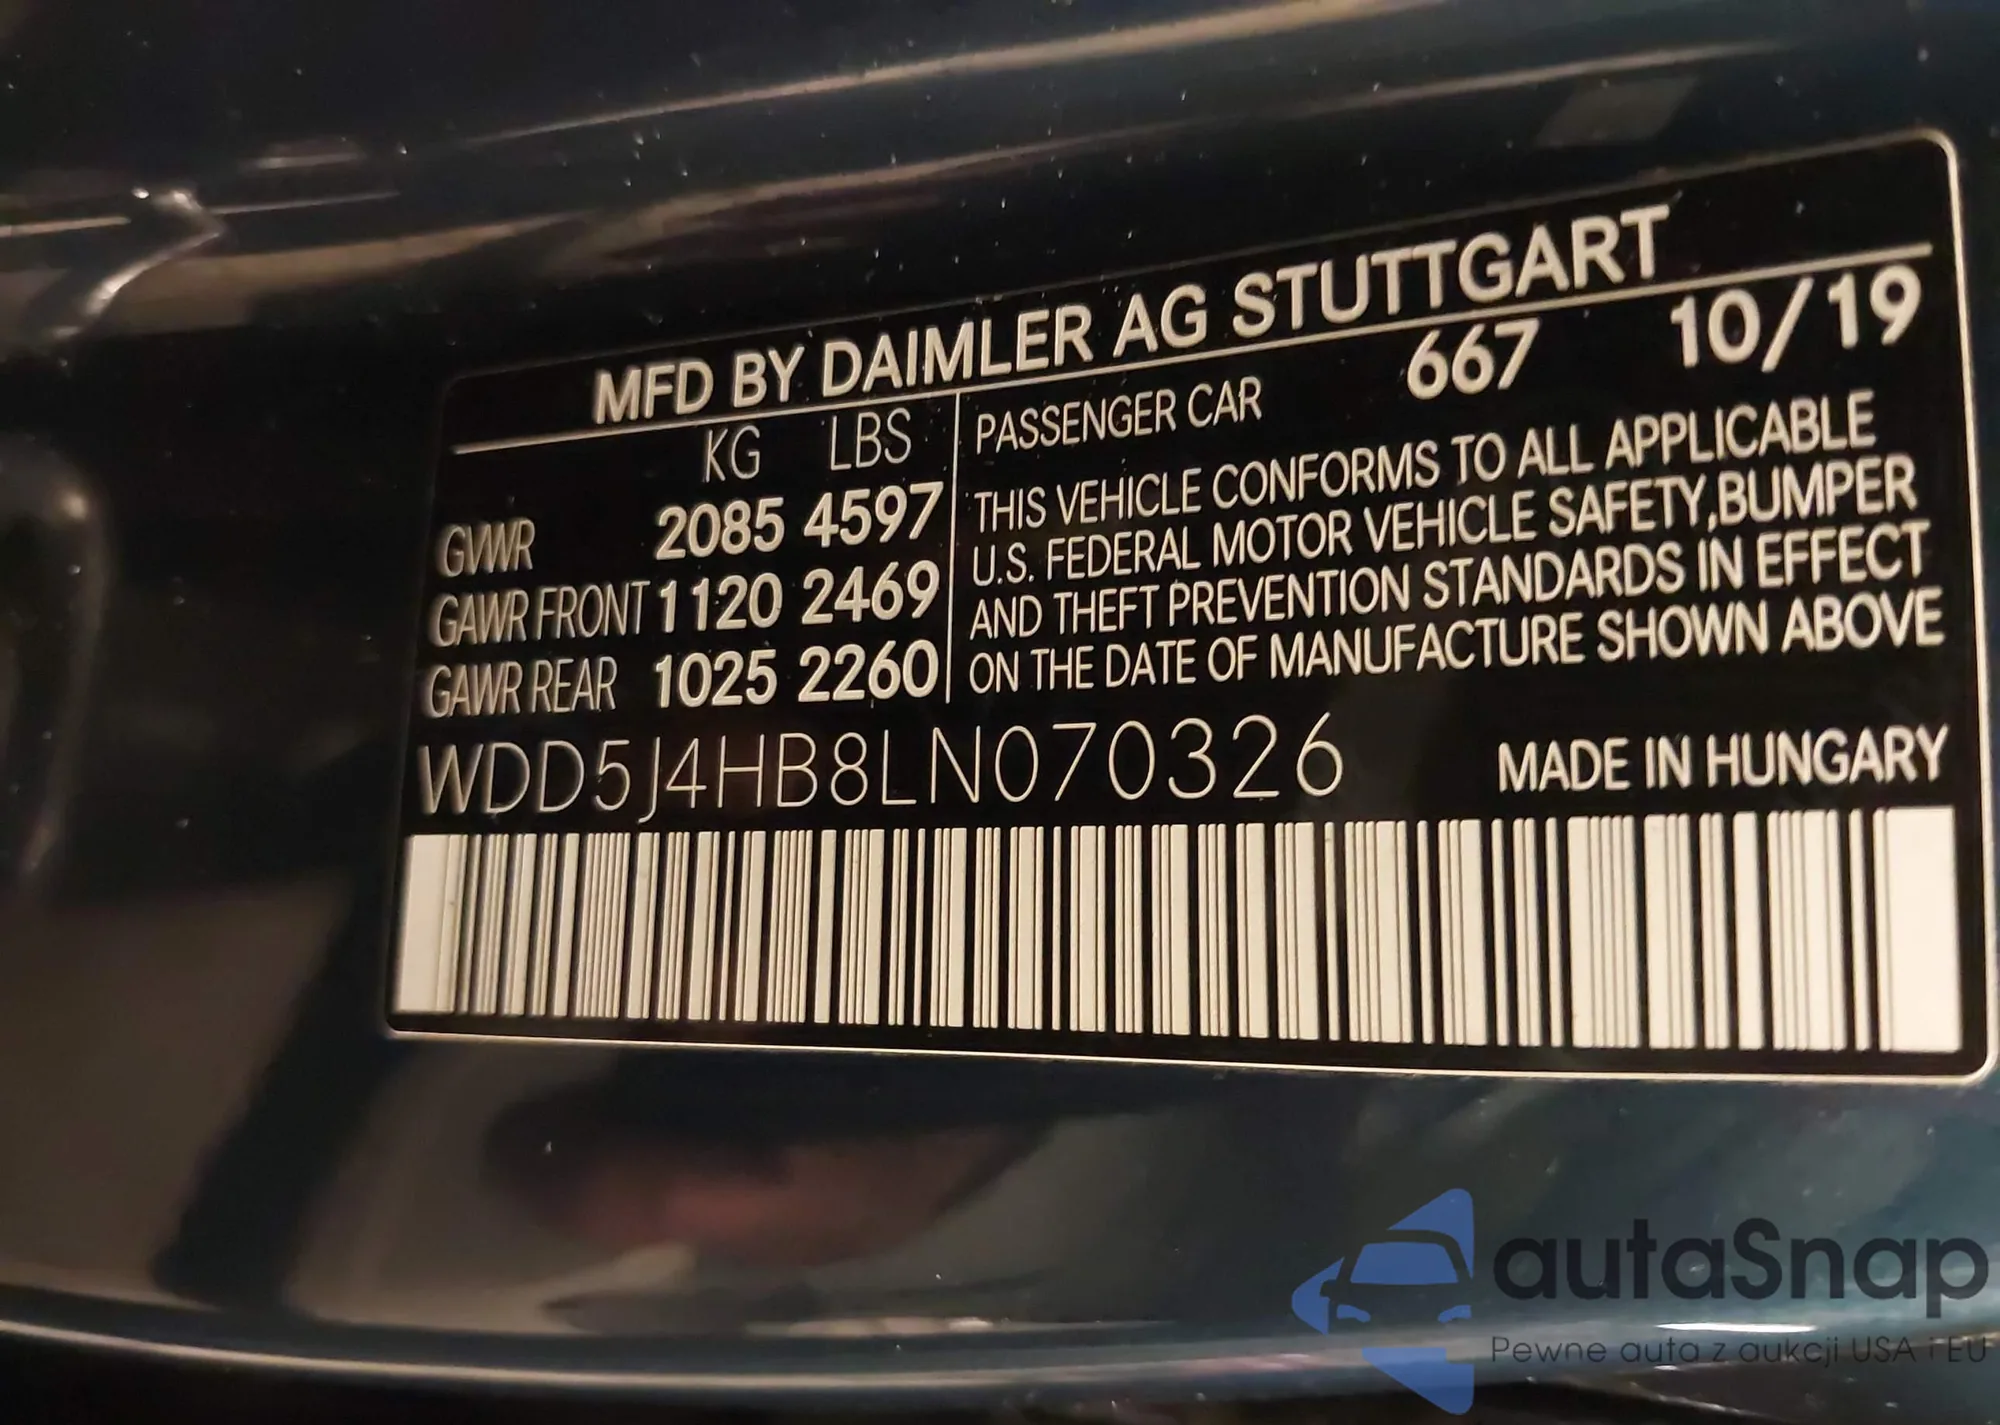 MFD BY DAIMLER AG STUTTGART
KG LBS
GVWR 2085 4597
GAWR FRONT 1120 2469
GAWR REAR 1025 2260
PASSENGER CAR 667 10/19
THIS VEHICLE CONFORMS TO ALL APPLICABLE
U.S. FEDERAL MOTOR VEHICLE SAFETY,BUMPER
AND THEFT PREVENTION STANDARDS IN EFFECT
ON THE DATE OF MANUFACTURE SHOWN ABOVE
WDD5J4HB8LN070326 MADE IN HUNGARY
autaSnap
Pewne auta z aukcji USA i EU